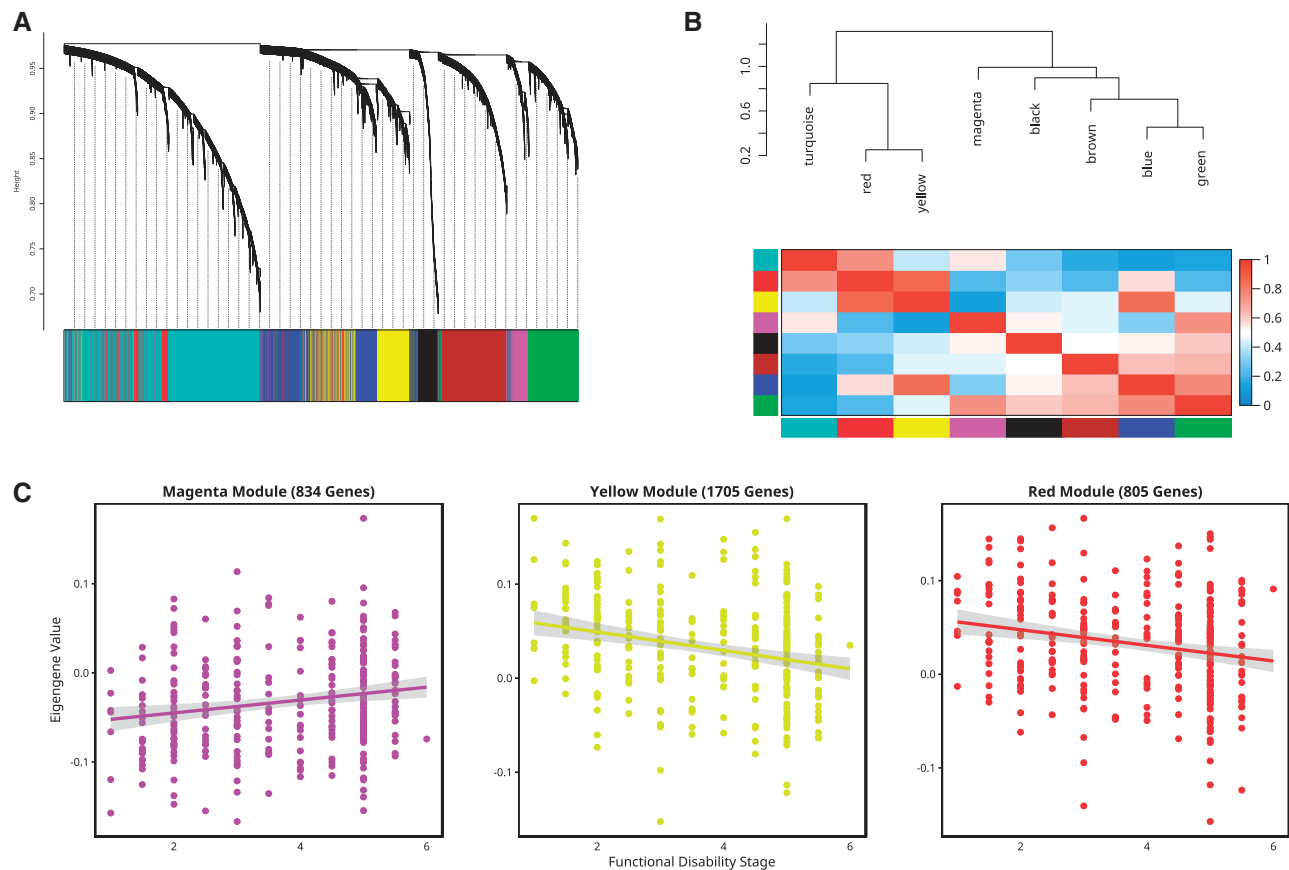 A
Height
0.95
0.90
0.85
0.80
0.75
0.70
B
1.0
0.6
0.2
turquoise
red
yellow
magenta
black
brown
blue
green
1
0.8
0.6
0.4
0.2
0
C
Magenta Module (834 Genes)
Yellow Module (1705 Genes)
Red Module (805 Genes)
Eigengene Value
0.1
0.0
-0.1
0.1
0.0
-0.1
0.1
0.0
-0.1
2 4 6
2 4 6
2 4 6
Functional Disability Stage